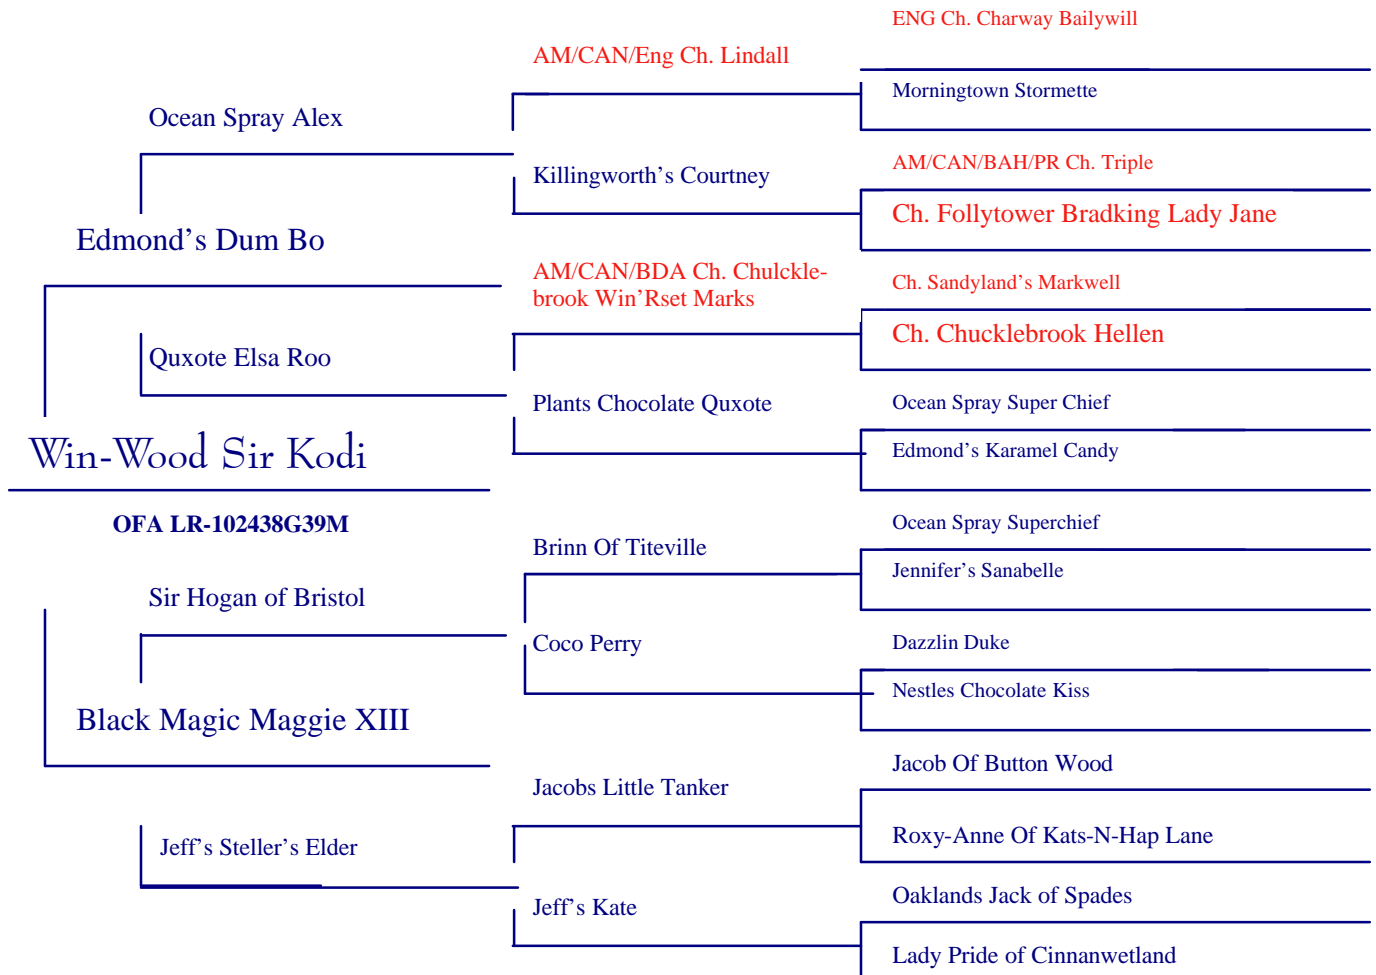 ENG Ch. Charway Bailywill
AM/CAN/Eng Ch. Lindall
Morningtown Stormette
Ocean Spray Alex
AM/CAN/BAH/PR Ch. Triple
Killingworth's Courtney
Ch. Follytower Bradking Lady Jane
Edmond's Dum Bo
AM/CAN/BDA Ch. Chulckle-
brook Win'Rset Marks
Ch. Sandyland's Markwell
Ch. Chucklebrook Hellen
Quxote Elsa Roo
Plants Chocolate Quxote
Ocean Spray Super Chief
Edmond's Karamel Candy
Win-Wood Sir Kodi
OFA LR-102438G39M
Ocean Spray Superchief
Brinn Of Titeville
Jennifer's Sanabelle
Sir Hogan of Bristol
Coco Perry
Dazzlin Duke
Nestles Chocolate Kiss
Black Magic Maggie XIII
Jacob Of Button Wood
Jacobs Little Tanker
Roxy-Anne Of Kats-N-Hap Lane
Jeff's Steller's Elder
Oaklands Jack of Spades
Jeff's Kate
Lady Pride of Cinnanwetland